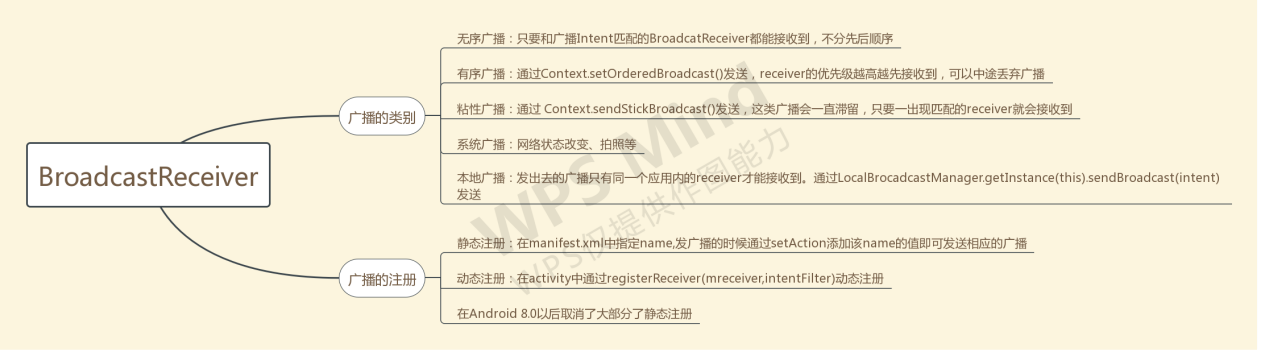 BroadcastReceiver
广播的类别
无序广播：只要和广播Intent匹配的BroadcatReceiver都能接收到，不分先后顺序
有序广播：通过Context.setOrderedBroadcast()发送，receiver的优先级越高越先接收到，可以中途丢弃广播
粘性广播：通过 Context.sendStickBroadcast()发送，这类广播会一直滞留，只要一出现匹配的receiver就会接收到
系统广播：网络状态改变、拍照等
本地广播：发出去的广播只有同一个应用内的receiver才能接收到。通过LocalBrocadcastManager.getInstance(this).sendBroadcast(intent)
发送
广播的注册
静态注册：在manifest.xml中指定name,发广播的时候通过setAction添加该name的值即可发送相应的广播
动态注册：在activity中通过registerReceiver(mreceiver,intentFilter)动态注册
在Android 8.0以后取消了大部分了静态注册
WPS Mind
WPS仅提供作图能力